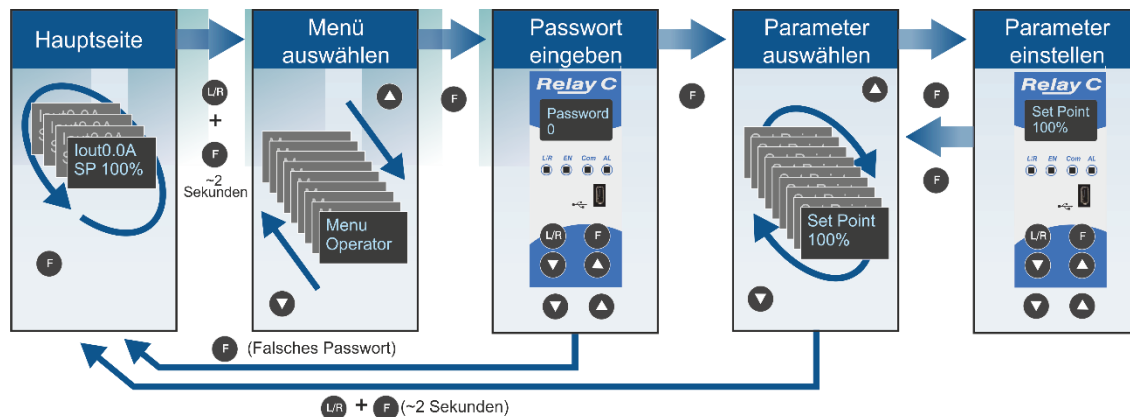 Hauptseite
Iout0.0A
SP 100%
F
L/R
+
F
~2
Sekunden
Menü
auswählen
Menu
Operator
F
Passwort
eingeben
Relay C
Password
0
L/R EN Com AL
L/R F
F
Parameter
auswählen
Set Point
100%
F
F
Parameter
einstellen
Relay C
Set Point
100%
L/R EN Com AL
L/R F
F (Falsches Passwort)
L/R + F (~2 Sekunden)